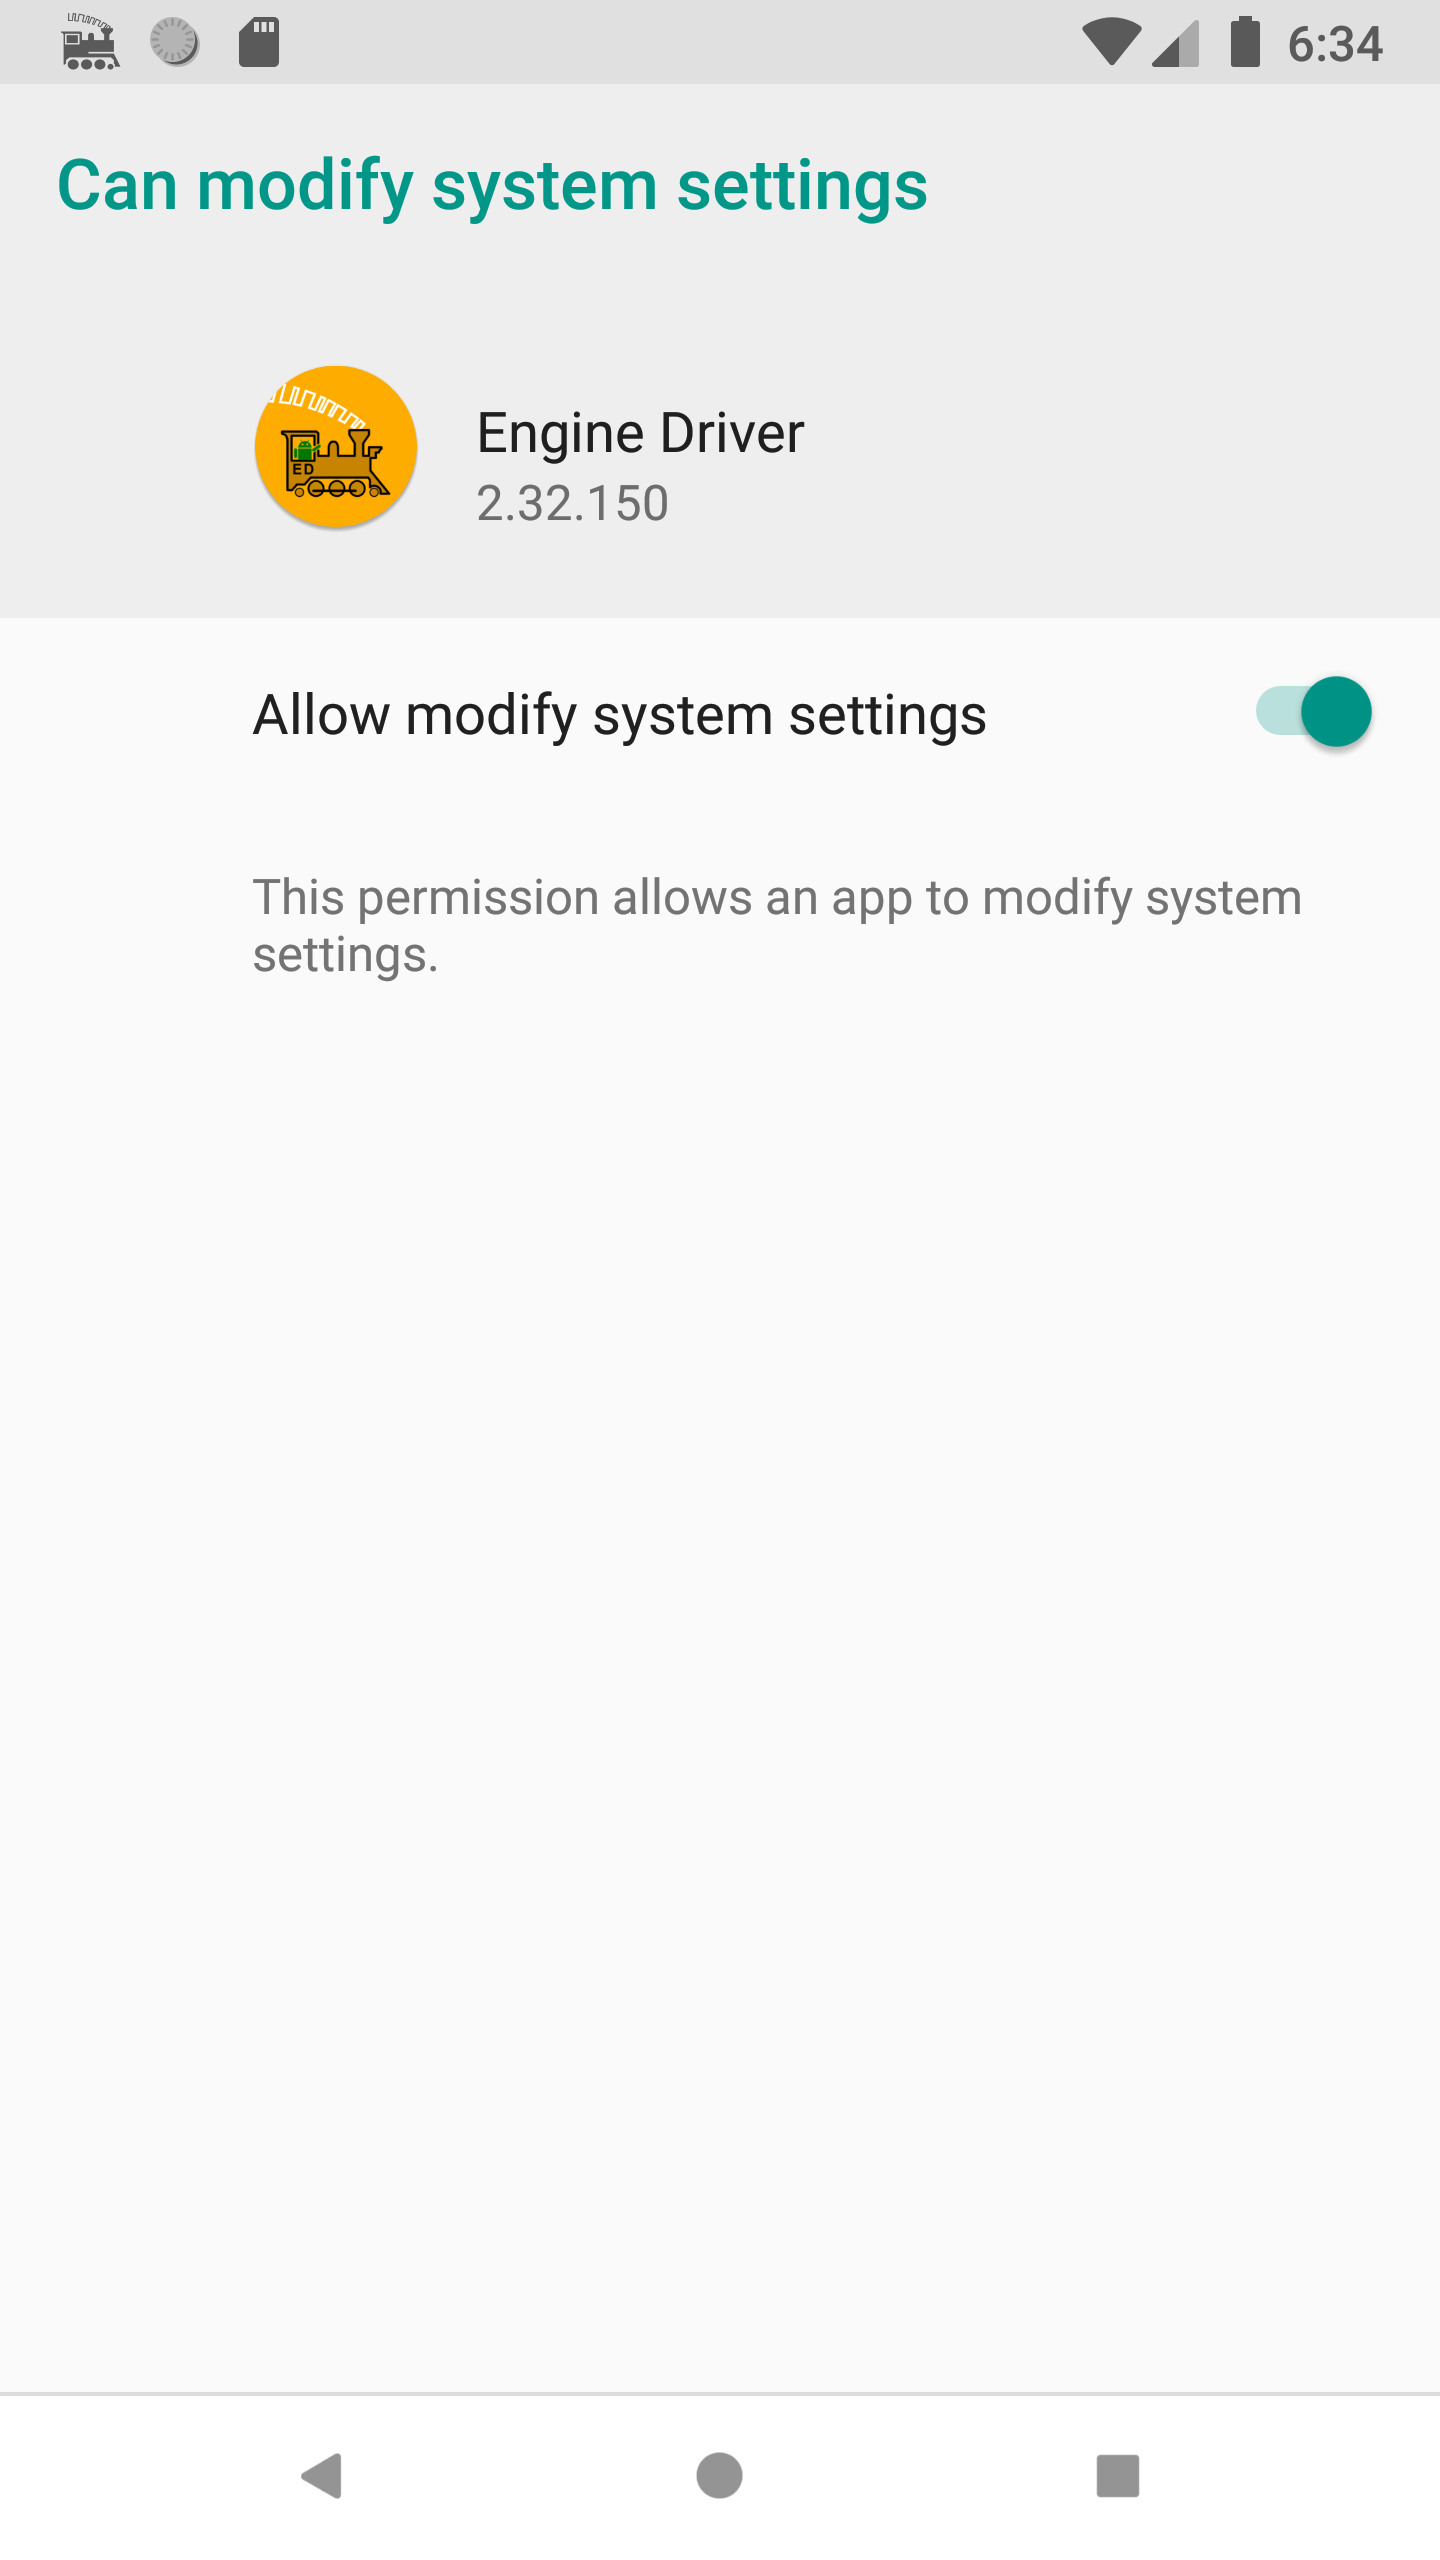 6:34
Can modify system settings
ED
Engine Driver
2.32.150
Allow modify system settings
This permission allows an app to modify system
settings.